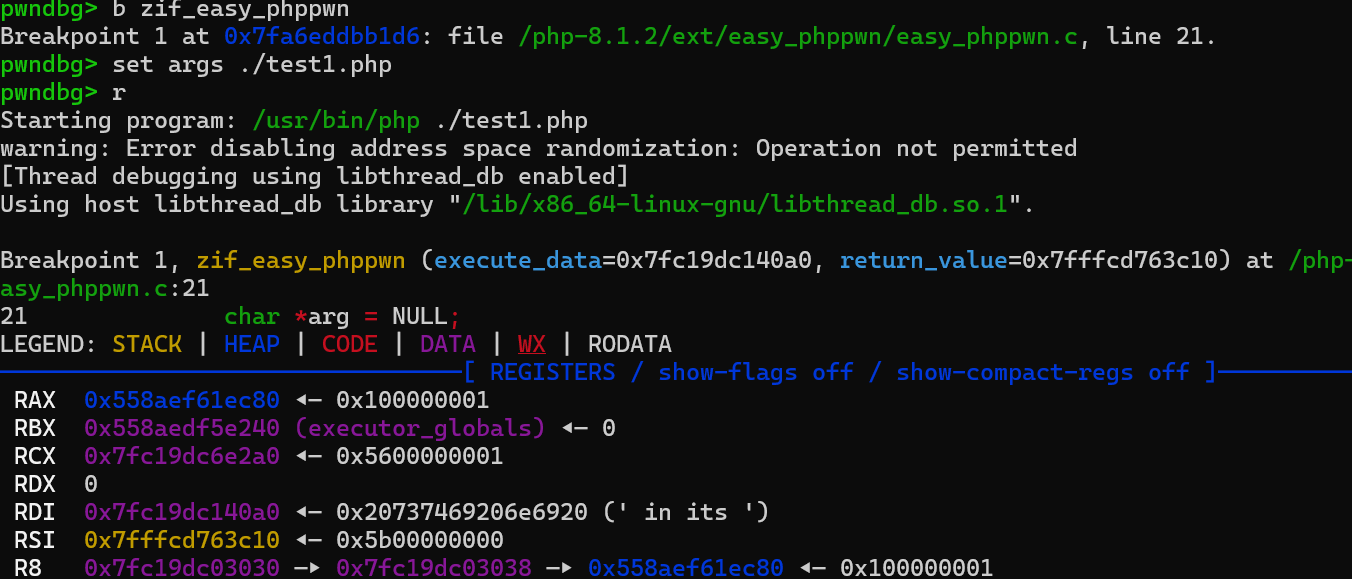 pwndbg> b zif_easy_phppwn
Breakpoint 1 at 0x7fa6eddbb1d6: file /php-8.1.2/ext/easy_phppwn/easy_phppwn.c, line 21.
pwndbg> set args ./test1.php
pwndbg> r
Starting program: /usr/bin/php ./test1.php
warning: Error disabling address space randomization: Operation not permitted
[Thread debugging using libthread_db enabled]
Using host libthread_db library "/lib/x86_64-linux-gnu/libthread_db.so.1".
Breakpoint 1, zif_easy_phppwn (execute_data=0x7fc19dc140a0, return_value=0x7fffcd763c10) at /php-
asy_phppwn.c:21
21 char *arg = NULL;
LEGEND: STACK | HEAP | CODE | DATA | WX | RODATA
[ REGISTERS / show-flags off / show-compact-regs off ]
RAX 0x558aef61ec80 ◂— 0x100000001
RBX 0x558aedf5e240 (executor_globals) ◂— 0
RCX 0x7fc19dc6e2a0 ◂— 0x5600000001
RDX 0
RDI 0x7fc19dc140a0 ◂— 0x20737469206e6920 (' in its ')
RSI 0x7fffcd763c10 ◂— 0x5b00000000
R8 0x7fc19dc03030 —▸ 0x7fc19dc03038 —▸ 0x558aef61ec80 ◂— 0x100000001